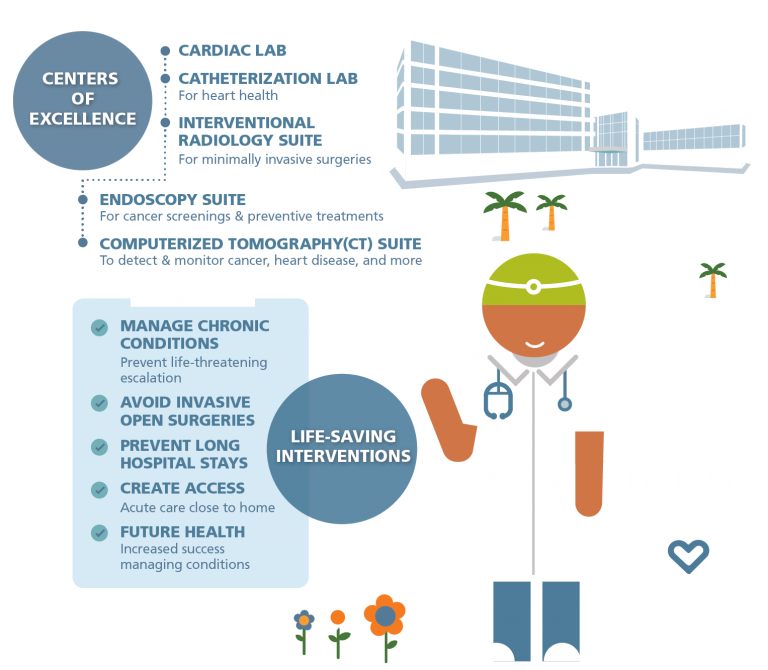 CENTERS
OF
EXCELLENCE
CARDIAC LAB
CATHETERIZATION LAB
For heart health
INTERVENTIONAL
RADIOLOGY SUITE
For minimally invasive surgeries
ENDOSCOPY SUITE
For cancer screenings & preventive treatments
COMPUTERIZED TOMOGRAPHY(CT) SUITE
To detect & monitor cancer, heart disease, and more
MANAGE CHRONIC
CONDITIONS
Prevent life-threatening
escalation
AVOID INVASIVE
OPEN SURGERIES
PREVENT LONG
HOSPITAL STAYS
CREATE ACCESS
Acute care close to home
FUTURE HEALTH
Increased success
managing conditions
LIFE-SAVING
INTERVENTIONS